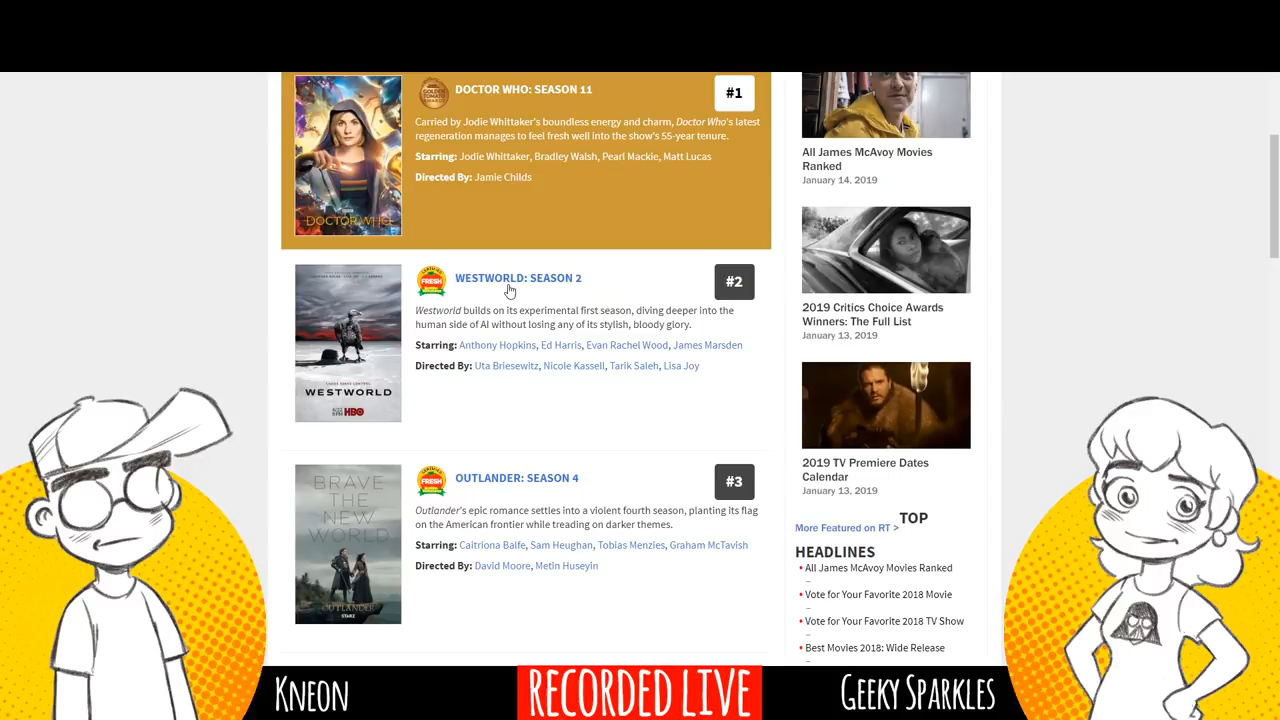 DOCTOR WHO: SEASON 11
#1
Carried by Jodie Whittaker's boundless energy and charm, Doctor Who's latest
regeneration manages to feel fresh well into the show's 55-year tenure.
Starring: Jodie Whittaker, Bradley Walsh, Pearl Mackie, Matt Lucas
Directed By: Jamie Childs
GOLDEN
TOMATO
AWARDS
DOCTOR WHO
CERTIFIED
FRESH
WESTWORLD: SEASON 2
#2
Westworld builds on its experimental first season, diving deeper into the
human side of AI without losing any of its stylish, bloody glory.
Starring: Anthony Hopkins, Ed Harris, Evan Rachel Wood, James Marsden
Directed By: Uta Briesewitz, Nicole Kassell, Tarik Saleh, Lisa Joy
WESTWORLD
HBO
CERTIFIED
FRESH
OUTLANDER: SEASON 4
#3
Outlander's epic romance settles into a violent fourth season, planting its flag
on the American frontier while treading on darker themes.
Starring: Caitriona Balfe, Sam Heughan, Tobias Menzies, Graham McTavish
Directed By: David Moore, Metin Huseyin
BRAVE
THE
NEW
WORLD
OUTLANDER
STARZ
All James McAvoy Movies
Ranked
January 14, 2019
2019 Critics Choice Awards
Winners: The Full List
January 13, 2019
2019 TV Premiere Dates
Calendar
January 13, 2019
More Featured on RT >
TOP
HEADLINES
• All James McAvoy Movies Ranked
–
• Vote for Your Favorite 2018 Movie
–
• Vote for Your Favorite 2018 TV Show
–
• Best Movies 2018: Wide Release
–
KNEON
RECORDED LIVE
GEEKY SPARKLES